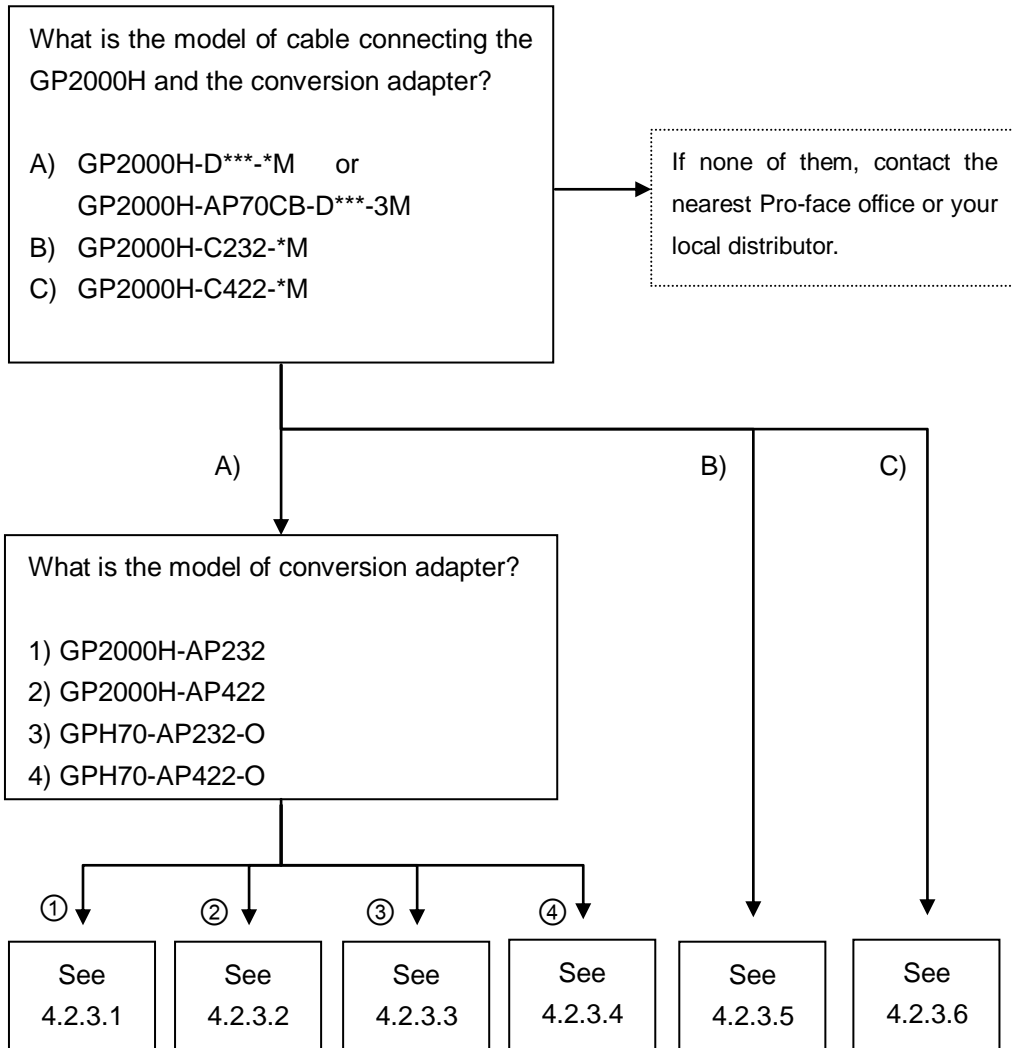 What is the model of cable connecting the
GP2000H and the conversion adapter?
A) GP2000H-D***-*M or
GP2000H-AP70CB-D***-3M
B) GP2000H-C232-*M
C) GP2000H-C422-*M
If none of them, contact the
nearest Pro-face office or your
local distributor.
A)
B)
C)
What is the model of conversion adapter?
1) GP2000H-AP232
2) GP2000H-AP422
3) GPH70-AP232-O
4) GPH70-AP422-O
①
②
③
④
See
4.2.3.1
See
4.2.3.2
See
4.2.3.3
See
4.2.3.4
See
4.2.3.5
See
4.2.3.6